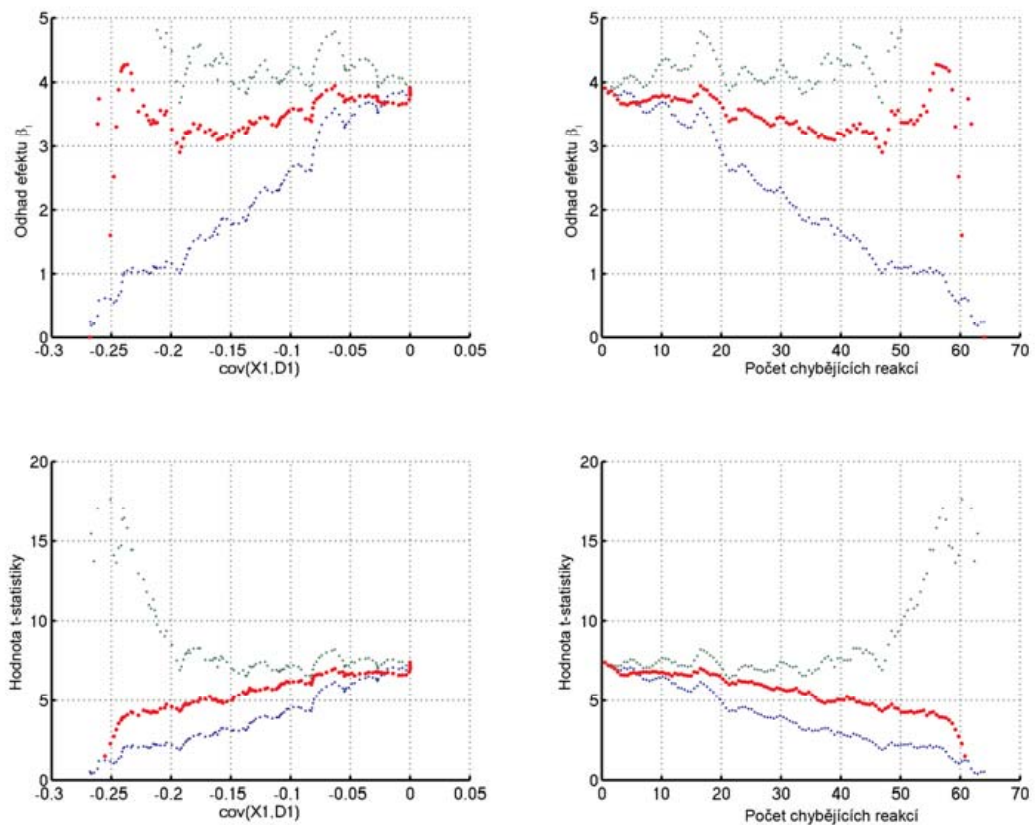 5
4
3
2
1
0
Odhad efektu βi
-0.3 -0.25 -0.2 -0.15 -0.1 -0.05 0 0.05
cov(X1,D1)
5
4
3
2
1
0
Odhad efektu βi
0 10 20 30 40 50 60 70
Počet chybějících reakcí
20
15
10
5
0
Hodnota t-statistiky
-0.3 -0.25 -0.2 -0.15 -0.1 -0.05 0 0.05
cov(X1,D1)
20
15
10
5
0
Hodnota t-statistiky
0 10 20 30 40 50 60 70
Počet chybějících reakcí